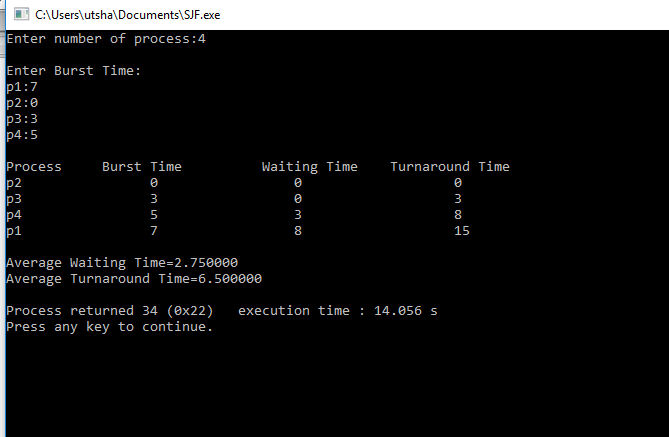 C:\Users\utsha\Documents\SJF.exe
Enter number of process:4
Enter Burst Time:
p1:7
p2:0
p3:3
p4:5
Process Burst Time Waiting Time Turnaround Time
p2 0 0 0
p3 3 0 3
p4 5 3 8
p1 7 8 15
Average Waiting Time=2.750000
Average Turnaround Time=6.500000
Process returned 34 (0x22) execution time : 14.056 s
Press any key to continue.